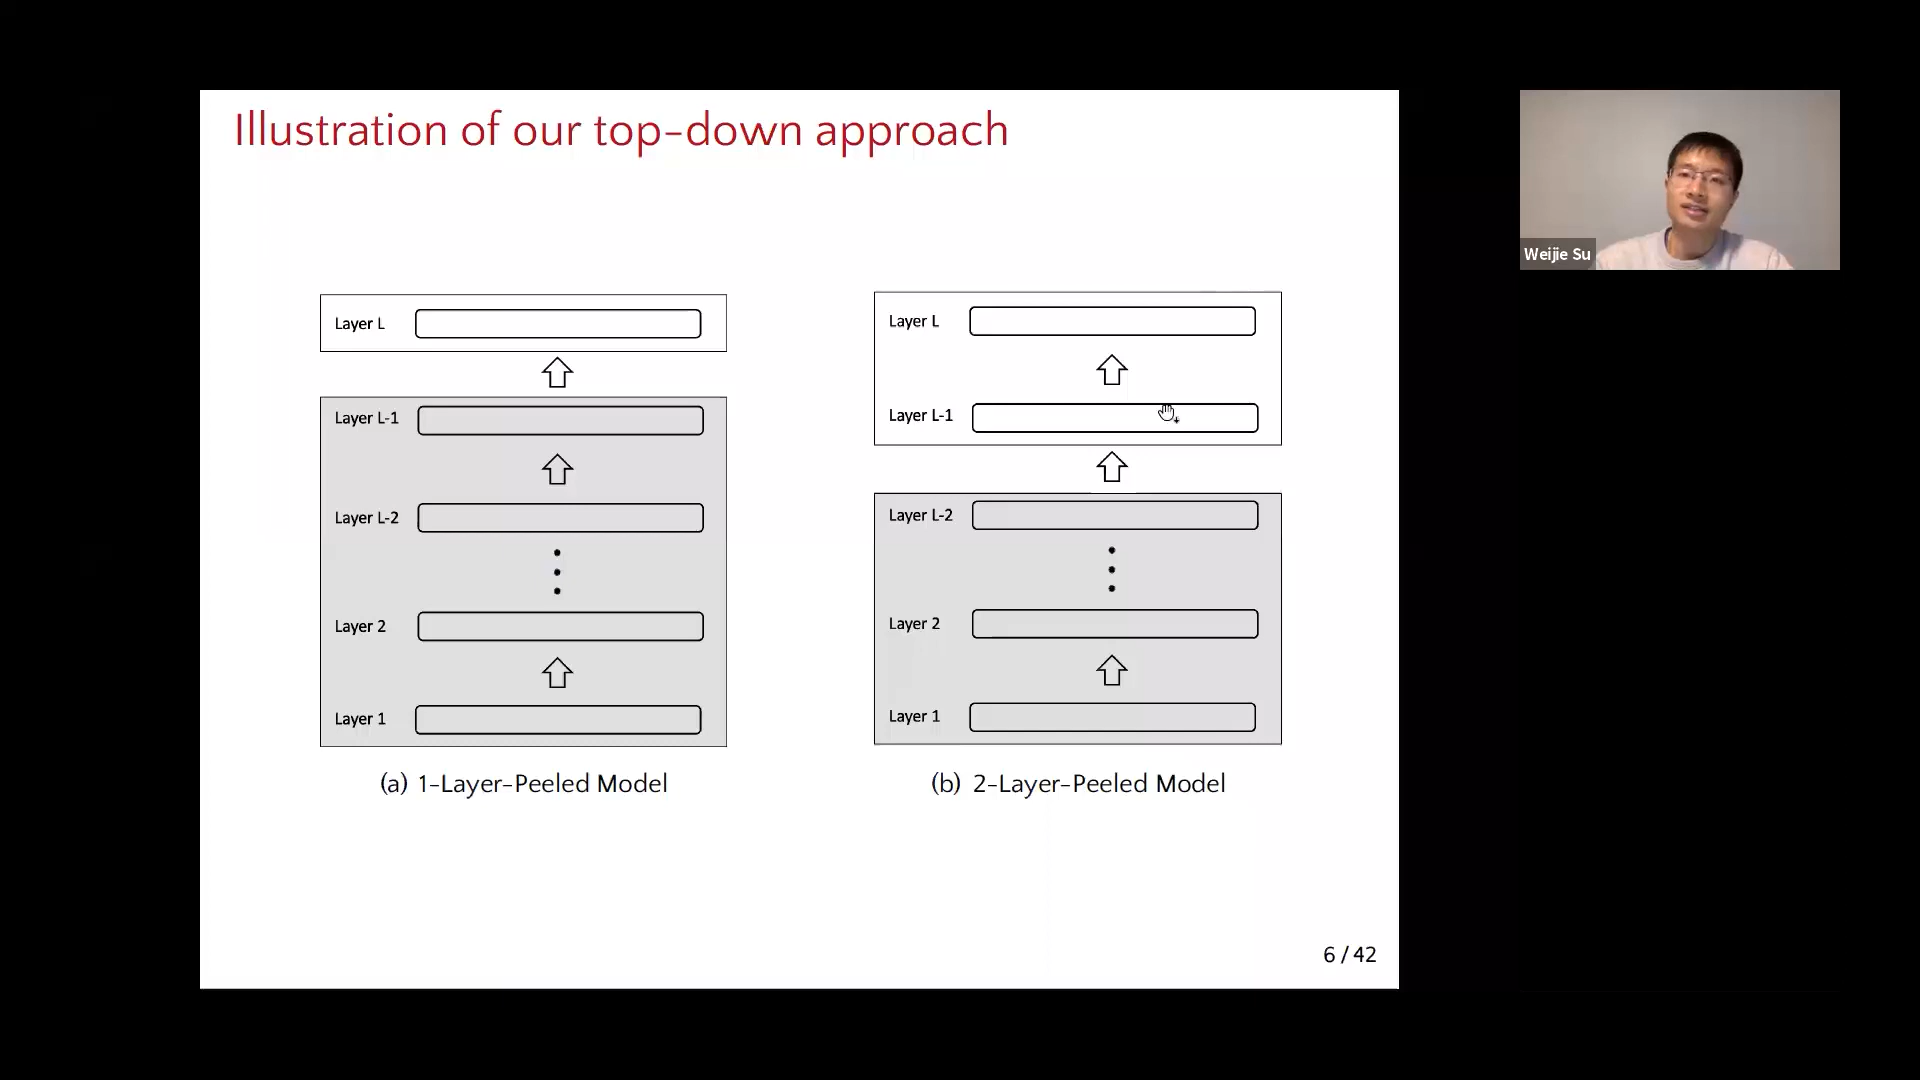 Illustration of our top-down approach
Weijie Su
Layer L
Layer L-1
Layer L-2
Layer 2
Layer 1
(a) 1-Layer-Peeled Model
Layer L
Layer L-1
Layer L-2
Layer 2
Layer 1
(b) 2-Layer-Peeled Model
6 / 42